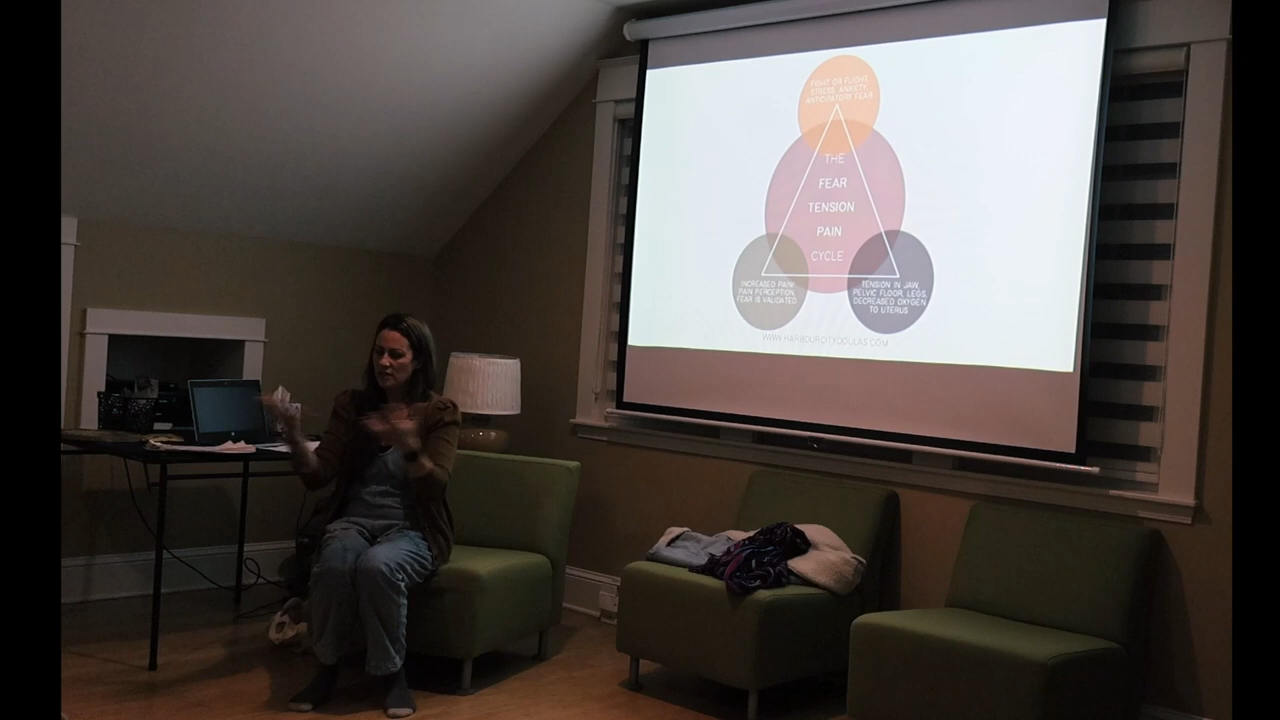 FIGHT OR FLIGHT,
STRESS, ANXIETY,
ANTICIPATORY FEAR
THE
FEAR
TENSION
PAIN
CYCLE
INCREASED PAIN/
PAIN PERCEPTION,
FEAR IS VALIDATED
TENSION IN JAW,
PELVIC FLOOR, LEGS,
DECREASED OXYGEN
TO UTERUS
WWW.HARBOURCITYDOULAS.COM